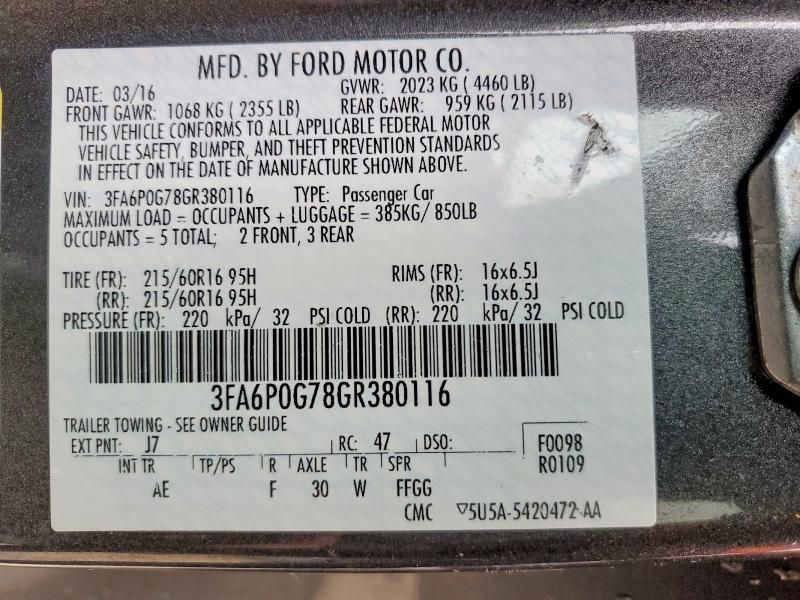 MFD. BY FORD MOTOR CO.
DATE: 03/16 GVWR: 2023 KG ( 4460 LB)
FRONT GAWR: 1068 KG ( 2355 LB) REAR GAWR: 959 KG ( 2115 LB)
THIS VEHICLE CONFORMS TO ALL APPLICABLE FEDERAL MOTOR
VEHICLE SAFETY, BUMPER, AND THEFT PREVENTION STANDARDS
IN EFFECT ON THE DATE OF MANUFACTURE SHOWN ABOVE.
VIN: 3FA6P0G78GR380116 TYPE: Passenger Car
MAXIMUM LOAD = OCCUPANTS + LUGGAGE = 385KG/ 850LB
OCCUPANTS = 5 TOTAL; 2 FRONT, 3 REAR
TIRE (FR): 215/60R16 95H RIMS (FR): 16x6.5J
(RR): 215/60R16 95H (RR): 16x6.5J
PRESSURE (FR): 220 kPa/ 32 PSI COLD (RR): 220 kPa/ 32 PSI COLD
3FA6P0G78GR380116
TRAILER TOWING - SEE OWNER GUIDE
EXT PNT: J7 RC: 47 DSO: F0098
INT TR TP/PS R AXLE TR SPR R0109
AE F 30 W FFGG
CMC ▽5U5A-5420472-AA